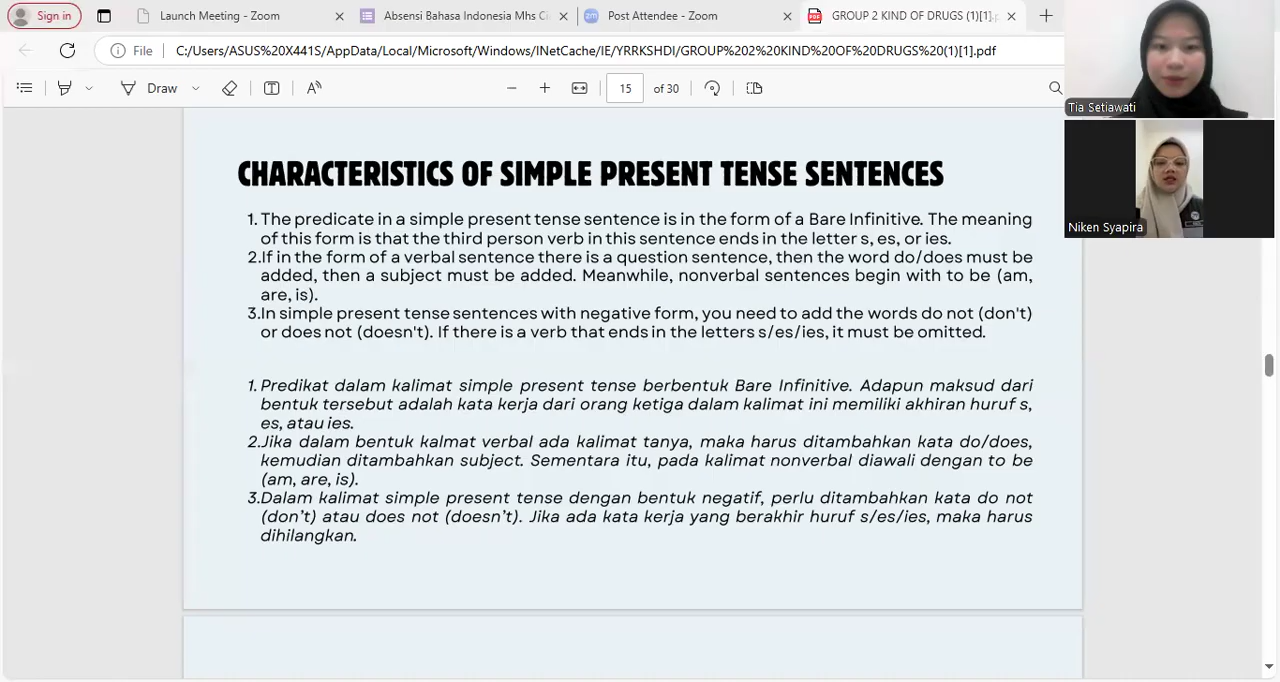 Sign in
Launch Meeting - Zoom
Absensi Bahasa Indonesia Mhs Ci
Post Attendee - Zoom
GROUP 2 KIND OF DRUGS (1)[1].p
File
C:/Users/ASUS%20X441S/AppData/Local/Microsoft/Windows/INetCache/IE/YRRKSHDI/GROUP%202%20KIND%20OF%20DRUGS%20(1)[1].pdf
Draw
15
of 30
Tia Setiawati
Niken Syapira
CHARACTERISTICS OF SIMPLE PRESENT TENSE SENTENCES
1. The predicate in a simple present tense sentence is in the form of a Bare Infinitive. The meaning
of this form is that the third person verb in this sentence ends in the letter s, es, or ies.
2.If in the form of a verbal sentence there is a question sentence, then the word do/does must be
added, then a subject must be added. Meanwhile, nonverbal sentences begin with to be (am,
are, is).
3.In simple present tense sentences with negative form, you need to add the words do not (don't)
or does not (doesn't). If there is a verb that ends in the letters s/es/ies, it must be omitted.
1. Predikat dalam kalimat simple present tense berbentuk Bare Infinitive. Adapun maksud dari
bentuk tersebut adalah kata kerja dari orang ketiga dalam kalimat ini memiliki akhiran huruf s,
es, atau ies.
2.Jika dalam bentuk kalmat verbal ada kalimat tanya, maka harus ditambahkan kata do/does,
kemudian ditambahkan subject. Sementara itu, pada kalimat nonverbal diawali dengan to be
(am, are, is).
3.Dalam kalimat simple present tense dengan bentuk negatif, perlu ditambahkan kata do not
(don't) atau does not (doesn't). Jika ada kata kerja yang berakhir huruf s/es/ies, maka harus
dihilangkan.